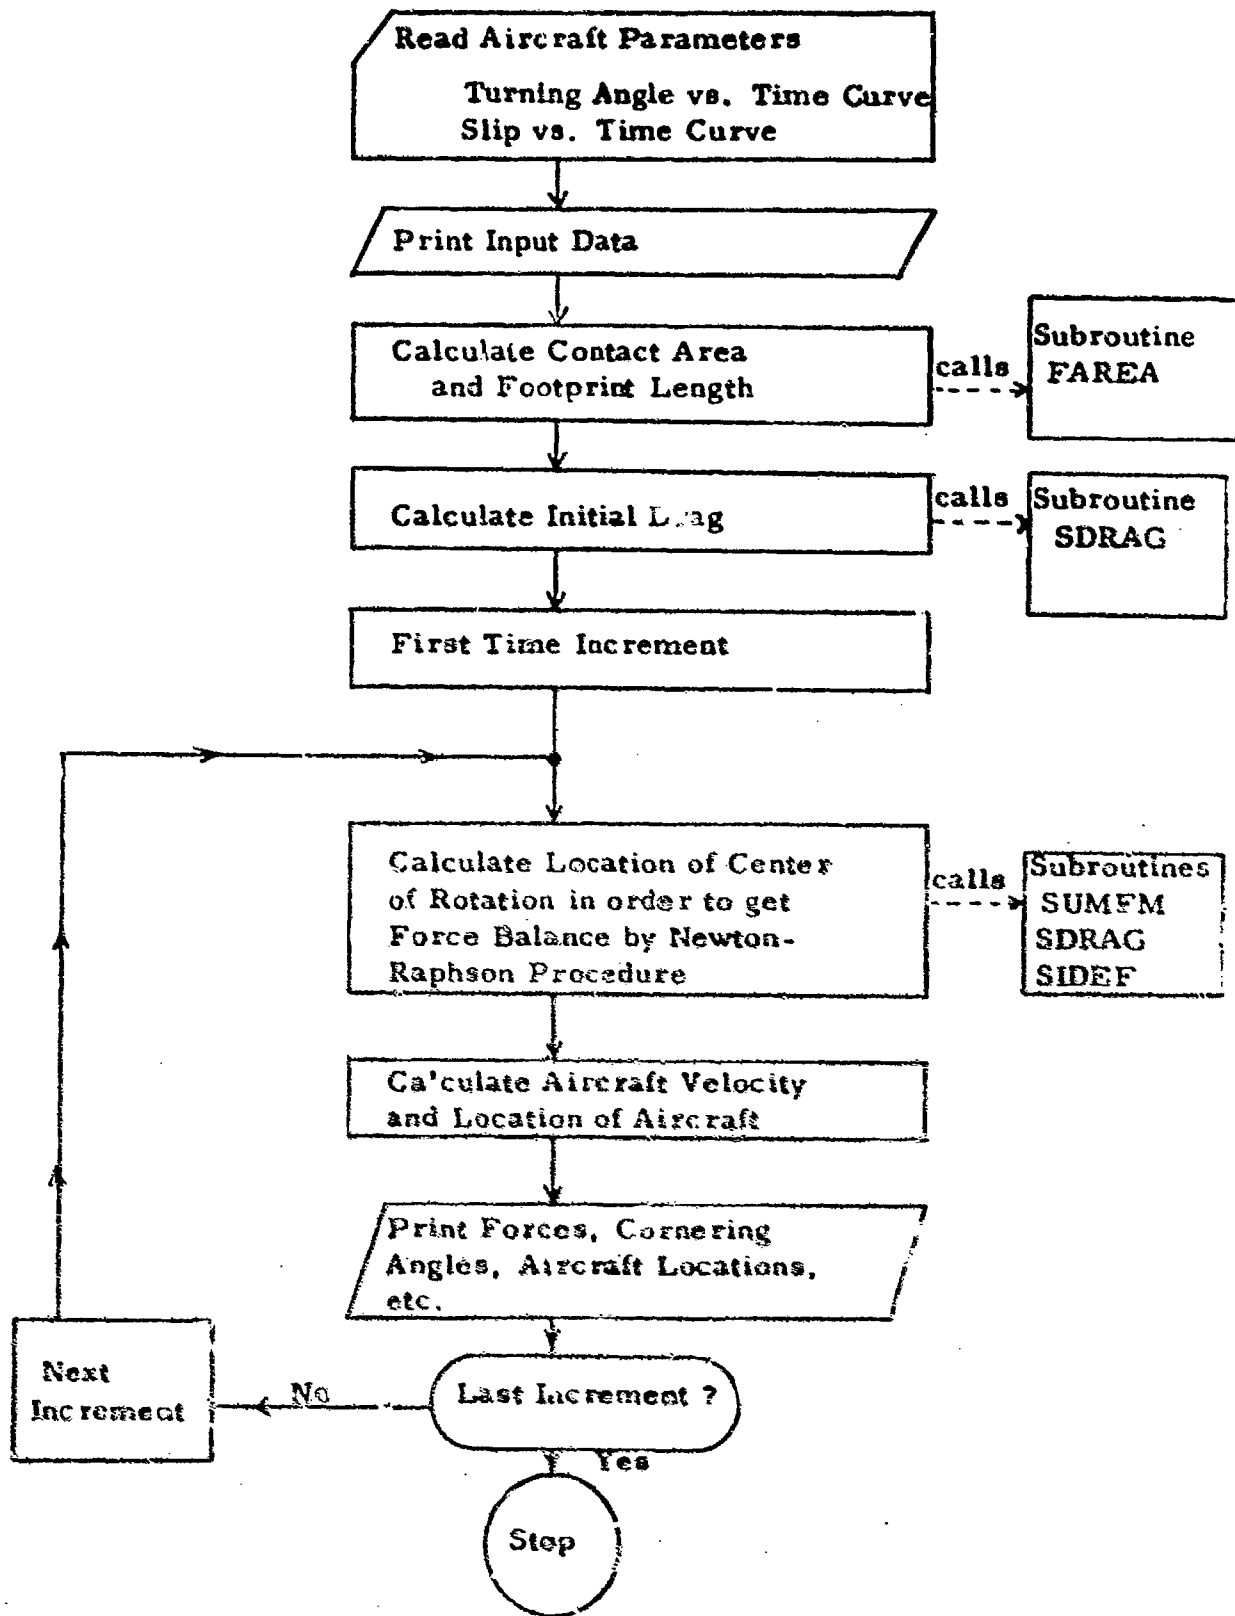 Read Aircraft Parameters
Turning Angle vs. Time Curve
Slip vs. Time Curve
Print Input Data
Calculate Contact Area
and Footprint Length
calls
Subroutine
FAREA
Calculate Initial Drag
calls
Subroutine
SDRAG
First Time Increment
Calculate Location of Center
of Rotation in order to get
Force Balance by Newton-
Raphson Procedure
calls
Subroutines
SUMFM
SDRAG
SIDEF
Calculate Aircraft Velocity
and Location of Aircraft
Print Forces, Cornering
Angles, Aircraft Locations,
etc.
Next
Increment
No
Last Increment ?
Yes
Stop